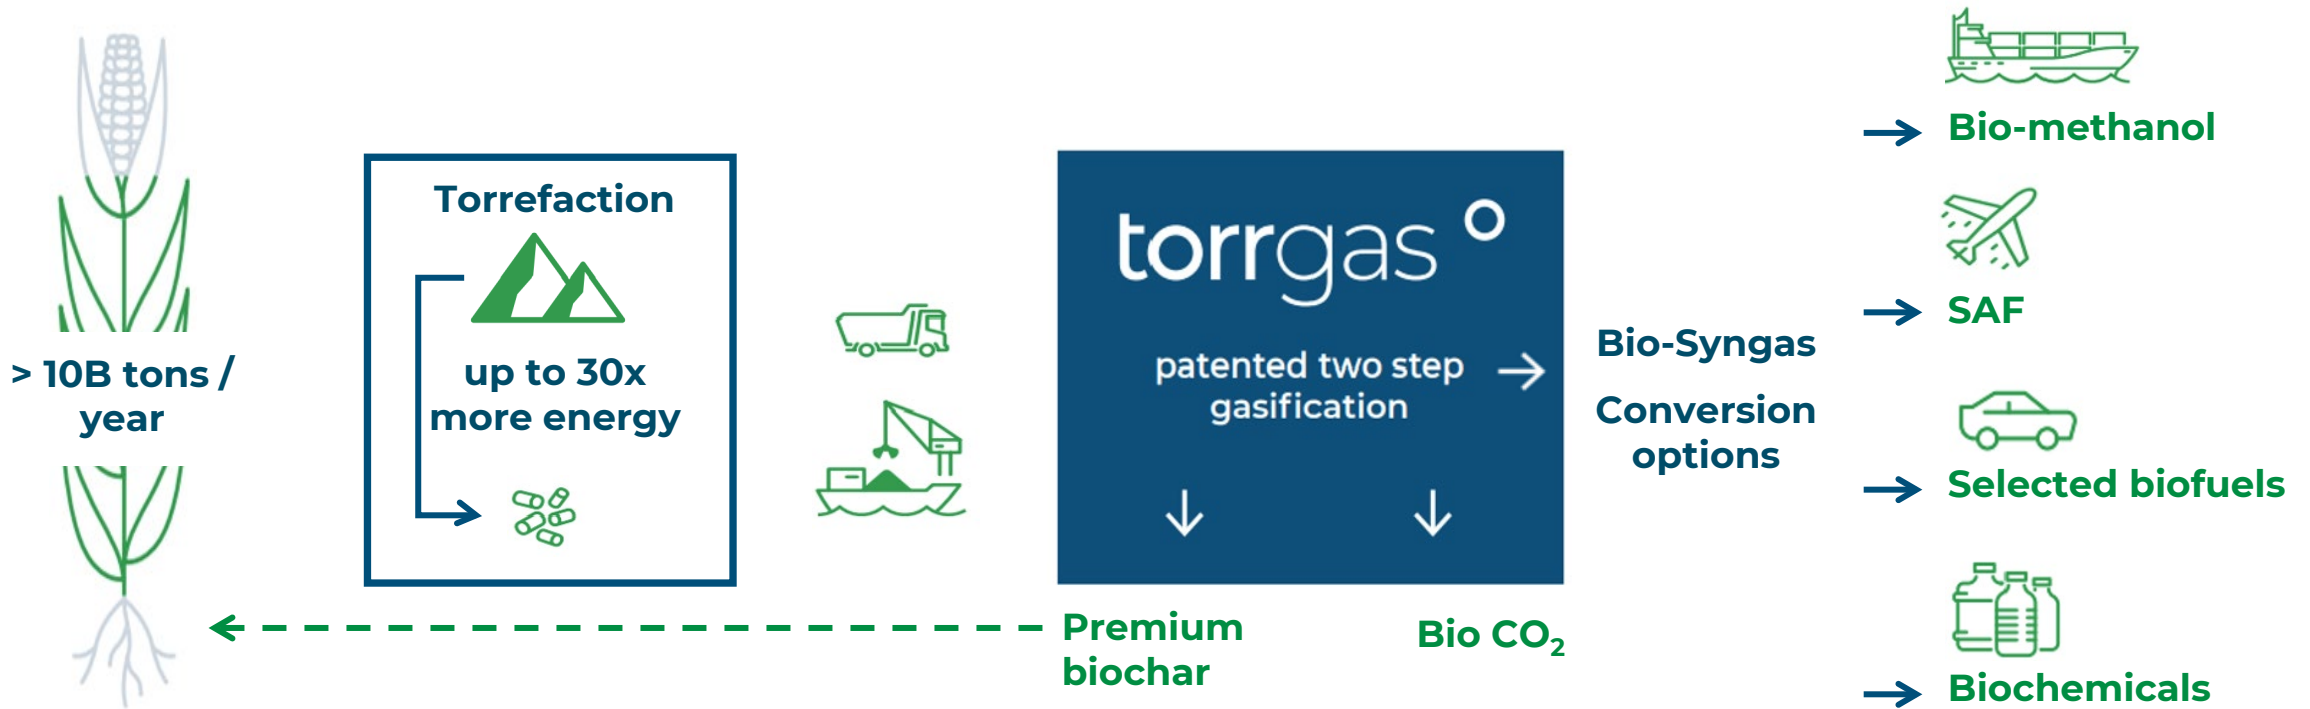 > 10B tons /
year
Torrefaction
up to 30x
more energy
torrgas
patented two step
gasification
Premium
biochar
Bio CO₂
Bio-Syngas
Conversion
options
Bio-methanol
SAF
Selected biofuels
Biochemicals